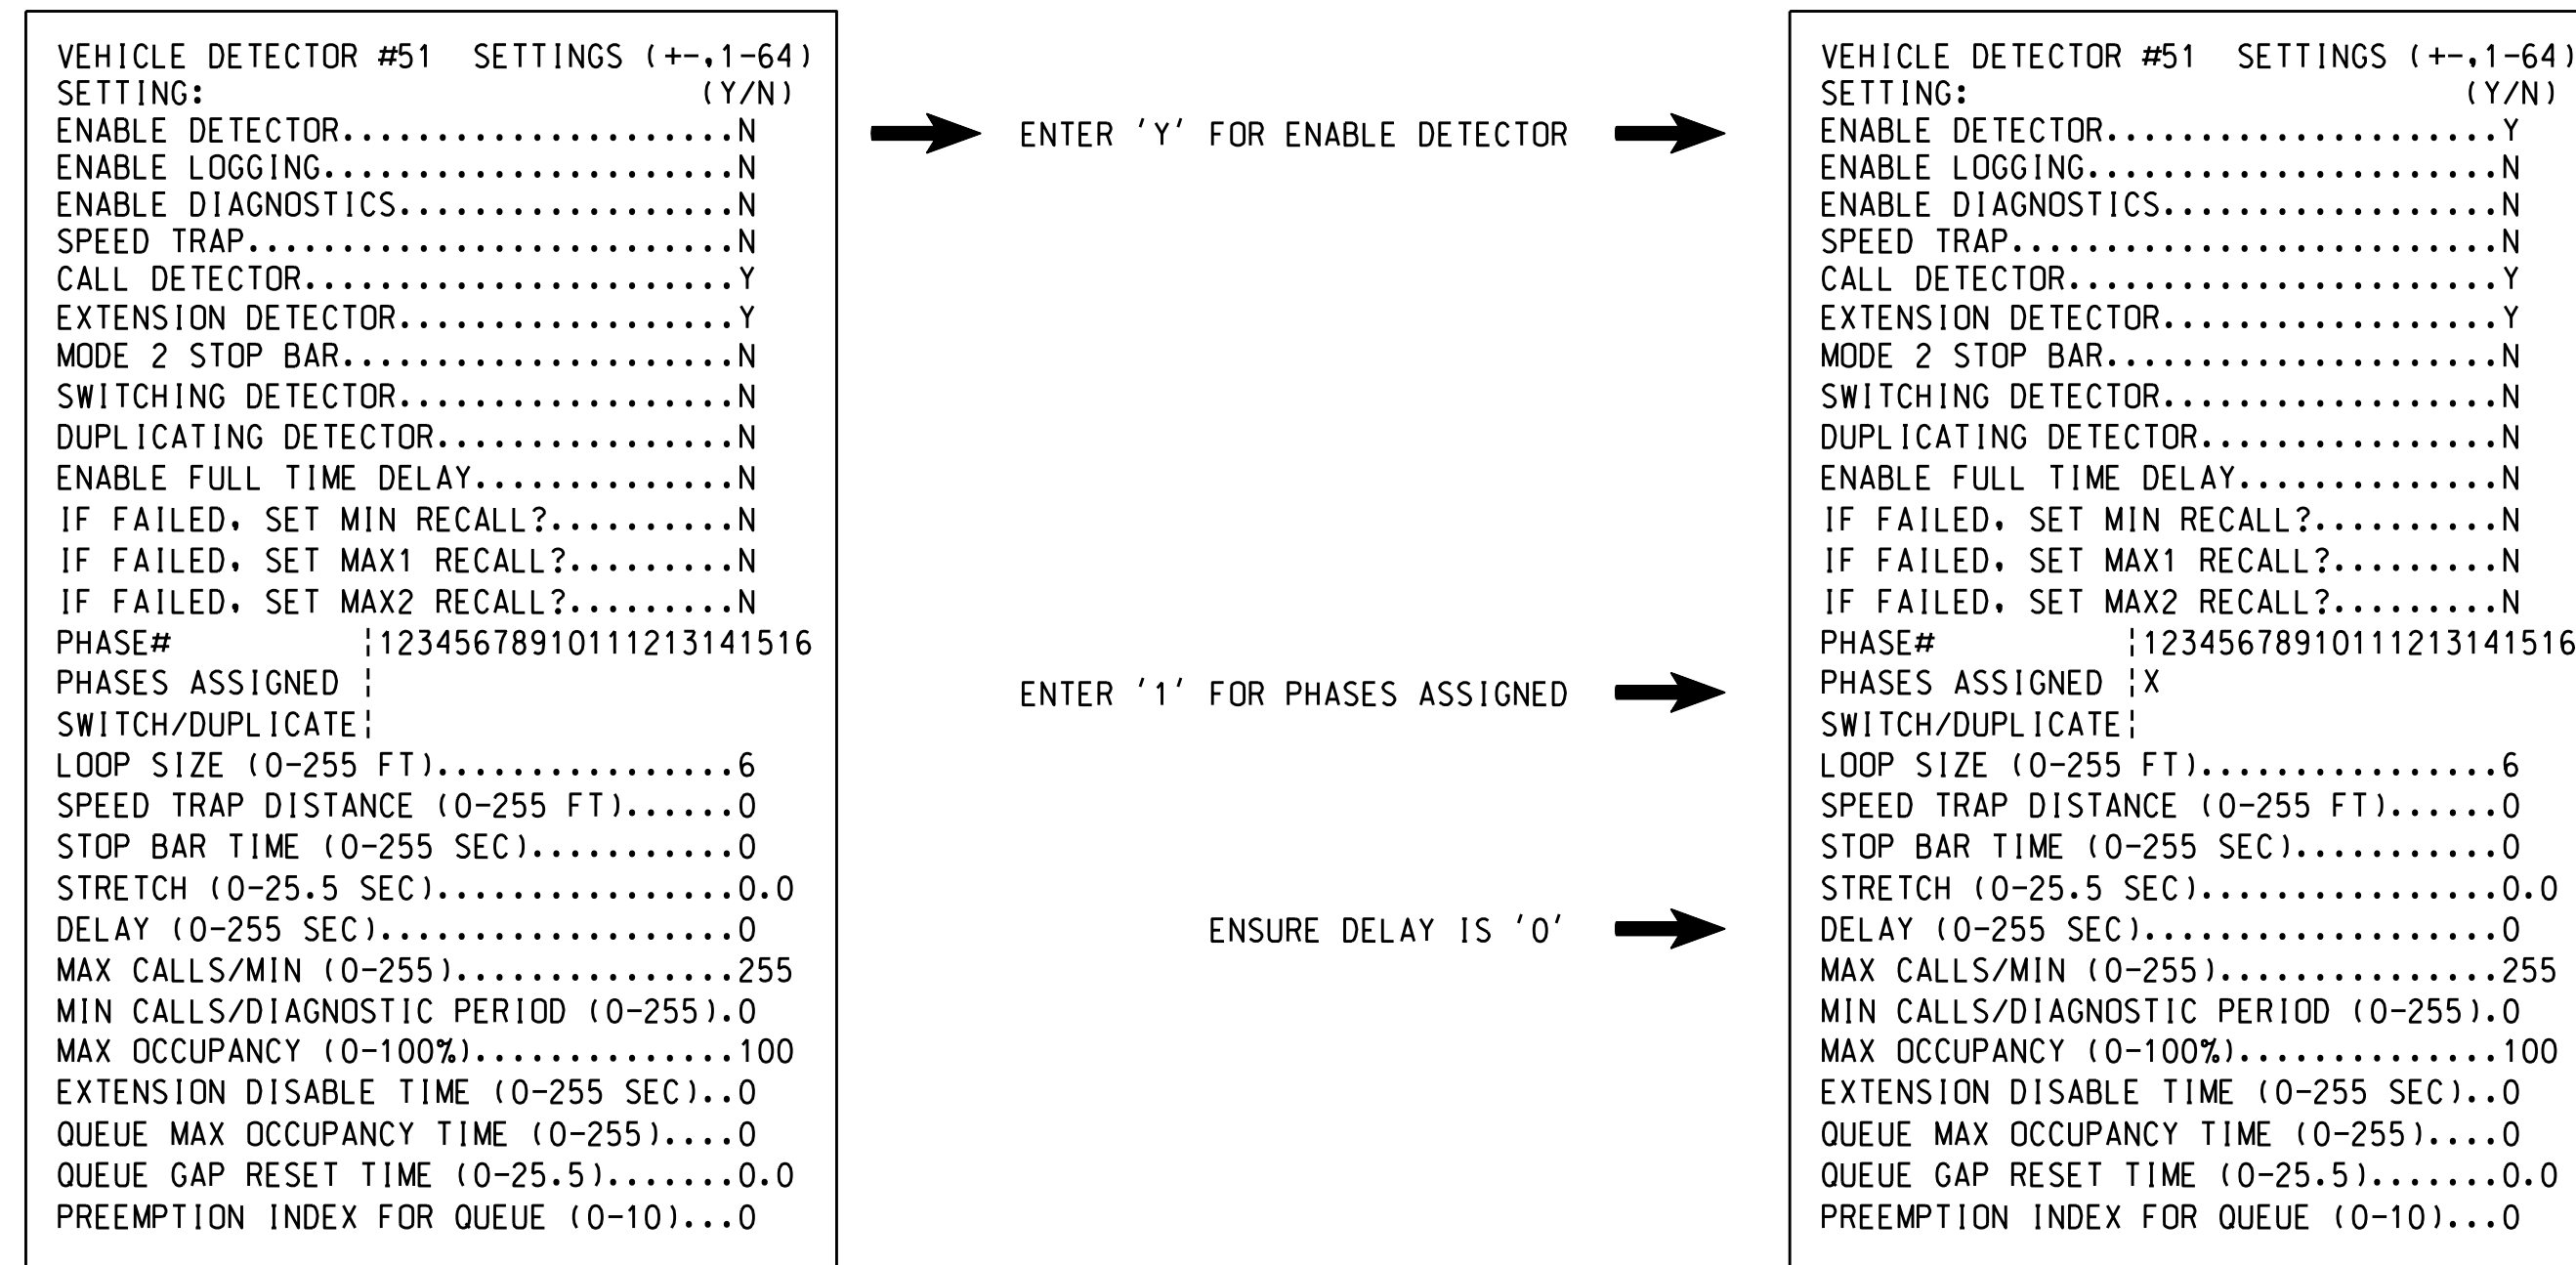 VEHICLE DETECTOR #51  SETTINGS (+-,1-64)
SETTING:                          (Y/N)
ENABLE DETECTOR.....................N
ENABLE LOGGING......................N
ENABLE DIAGNOSTICS..................N
SPEED TRAP..........................N
CALL DETECTOR.......................Y
EXTENSION DETECTOR..................Y
MODE 2 STOP BAR.....................N
SWITCHING DETECTOR..................N
DUPLICATING DETECTOR................N
ENABLE FULL TIME DELAY..............N
IF FAILED, SET MIN RECALL?..........N
IF FAILED, SET MAX1 RECALL?.........N
IF FAILED, SET MAX2 RECALL?.........N
PHASE#          ¦12345678910111213141516
PHASES ASSIGNED ¦
SWITCH/DUPLICATE¦
LOOP SIZE (0-255 FT)................6
SPEED TRAP DISTANCE (0-255 FT)......0
STOP BAR TIME (0-255 SEC)...........0
STRETCH (0-25.5 SEC)................0.0
DELAY (0-255 SEC)...................0
MAX CALLS/MIN (0-255)...............255
MIN CALLS/DIAGNOSTIC PERIOD (0-255).0
MAX OCCUPANCY (0-100%)..............100
EXTENSION DISABLE TIME (0-255 SEC)..0
QUEUE MAX OCCUPANCY TIME (0-255)....0
QUEUE GAP RESET TIME (0-25.5).......0.0
PREEMPTION INDEX FOR QUEUE (0-10)...0
ENTER 'Y' FOR ENABLE DETECTOR
ENTER '1' FOR PHASES ASSIGNED
ENSURE DELAY IS '0'
VEHICLE DETECTOR #51  SETTINGS (+-,1-64)
SETTING:                          (Y/N)
ENABLE DETECTOR.....................Y
ENABLE LOGGING......................N
ENABLE DIAGNOSTICS..................N
SPEED TRAP..........................N
CALL DETECTOR.......................Y
EXTENSION DETECTOR..................Y
MODE 2 STOP BAR.....................N
SWITCHING DETECTOR..................N
DUPLICATING DETECTOR................N
ENABLE FULL TIME DELAY..............N
IF FAILED, SET MIN RECALL?..........N
IF FAILED, SET MAX1 RECALL?.........N
IF FAILED, SET MAX2 RECALL?.........N
PHASE#          ¦12345678910111213141516
PHASES ASSIGNED ¦X
SWITCH/DUPLICATE¦
LOOP SIZE (0-255 FT)................6
SPEED TRAP DISTANCE (0-255 FT)......0
STOP BAR TIME (0-255 SEC)...........0
STRETCH (0-25.5 SEC)................0.0
DELAY (0-255 SEC)...................0
MAX CALLS/MIN (0-255)...............255
MIN CALLS/DIAGNOSTIC PERIOD (0-255).0
MAX OCCUPANCY (0-100%)..............100
EXTENSION DISABLE TIME (0-255 SEC)..0
QUEUE MAX OCCUPANCY TIME (0-255)....0
QUEUE GAP RESET TIME (0-25.5).......0.0
PREEMPTION INDEX FOR QUEUE (0-10)...0